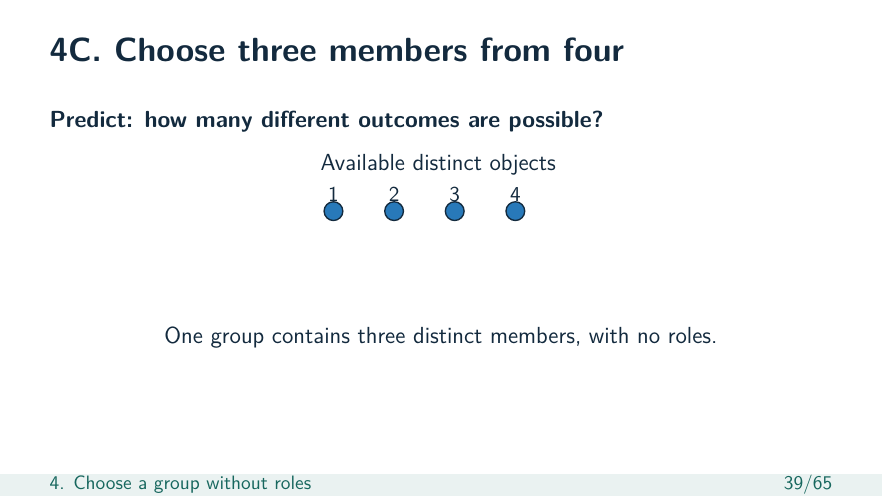 4C. Choose three members from four
Predict: how many different outcomes are possible?
Available distinct objects
1 2 3 4
One group contains three distinct members, with no roles.
4. Choose a group without roles 39/65